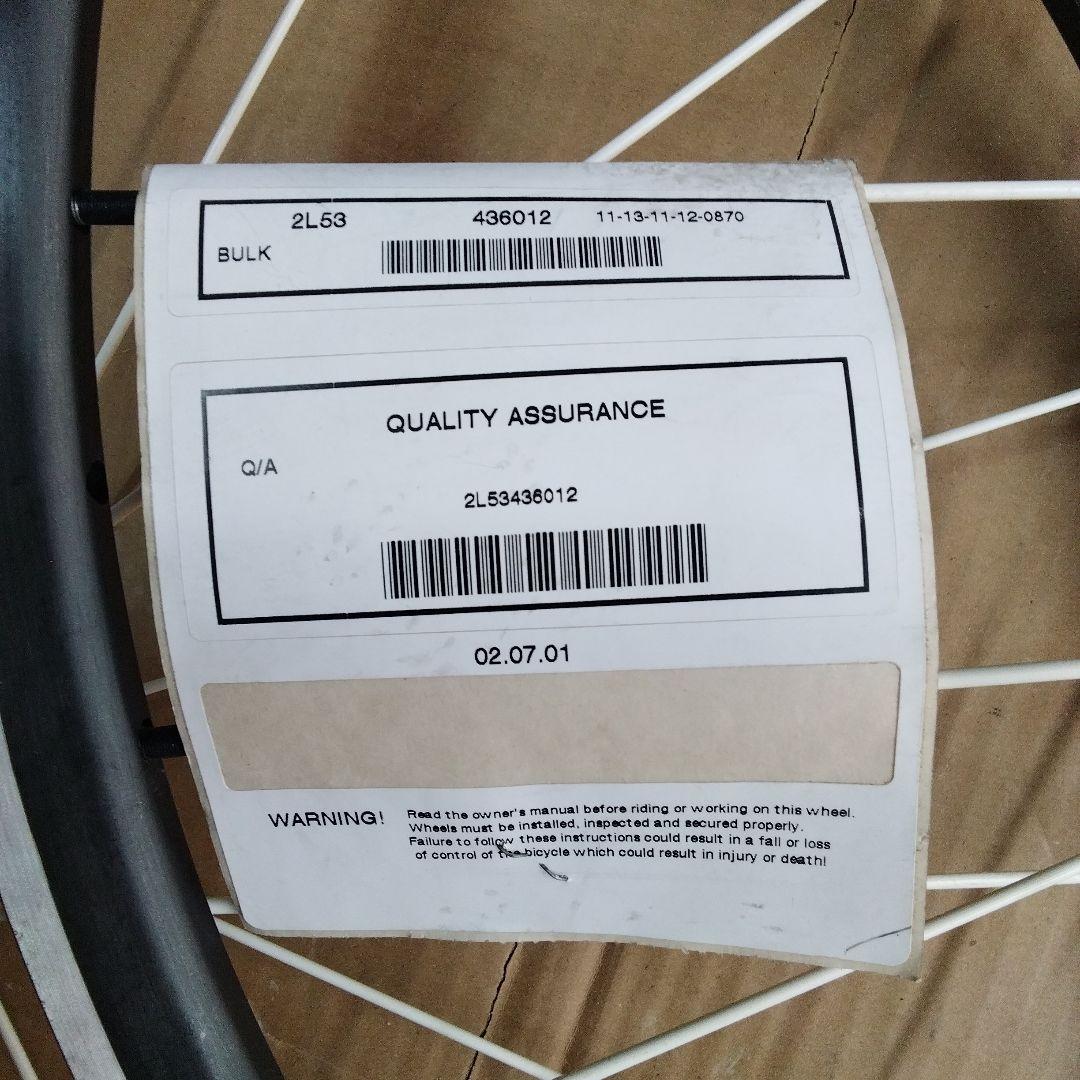 2L53 436012 11-13-11-12-0870
BULK
QUALITY ASSURANCE
Q/A
2L53436012
02.07.01
WARNING! Read the owner's manual before riding or working on this wheel.
Wheels must be installed, inspected and secured properly.
Failure to follow these instructions could result in a fall or loss
of control of the bicycle which could result in injury or death!